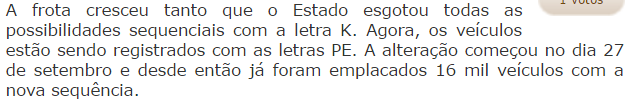 1 votos
A frota cresceu tanto que o Estado esgotou todas as
possibilidades sequenciais com a letra K. Agora, os veículos
estão sendo registrados com as letras PE. A alteração começou no dia 27
de setembro e desde então já foram emplacados 16 mil veículos com a
nova sequência.